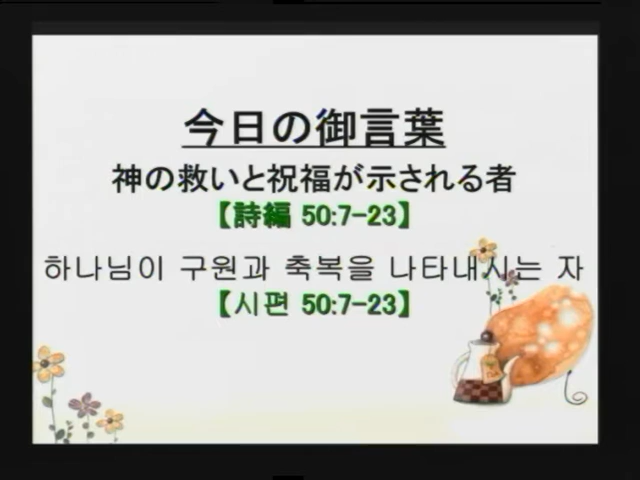 今日の御言葉
神の救いと祝福が示される者
【詩編 50:7-23】
하나님이 구원과 축복을 나타내시는 자
【시편 50:7-23】